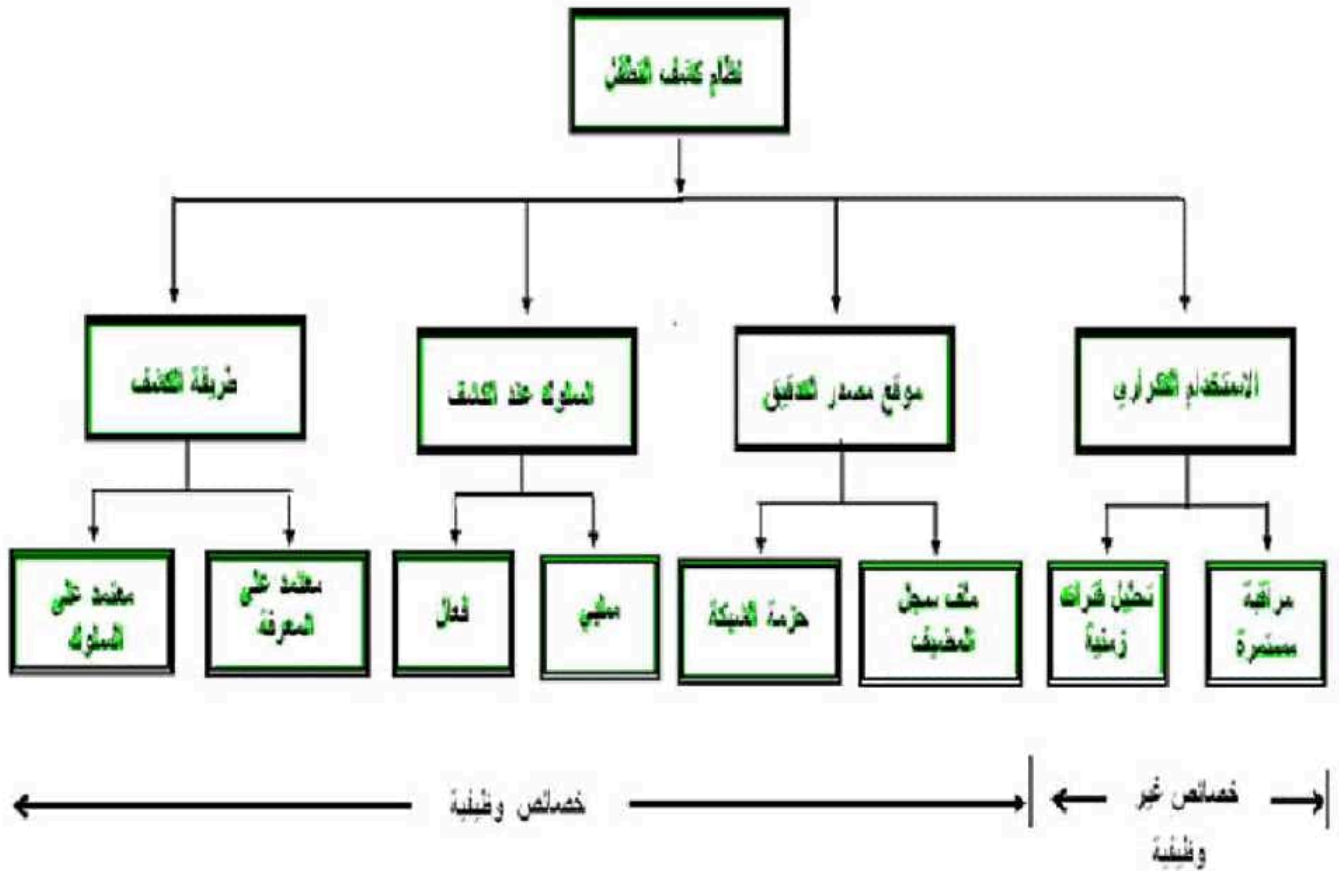 نظام كشف التطفل
الاستخدام التكراري
موقع مصدر التدقيق
السلوك عند الكشف
طريقة الكشف
مراقبة
مستمرة
تحليل فترات
زمنية
ملف سجل
المضيف
حزمة الشبكة
سلبي
فعال
معتمد على
المعرفة
معتمد على
السلوك
خصائص غير
وظيفية
خصائص وظيفية